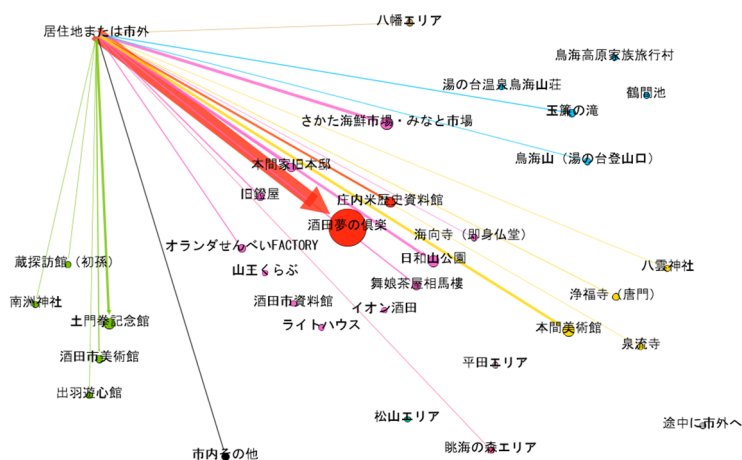 八幡エリア
居住地または市外
鳥海高原家族旅行村
湯の台温泉鳥海山荘
鶴間池
玉簾の滝
さかた海鮮市場・みなと市場
鳥海山（湯の台登山口）
本間家旧本邸
旧鐙屋
庄内米歴史資料館
酒田夢の倶楽
海向寺（即身仏堂）
オランダせんべいFACTORY
日和山公園
蔵探訪館（初孫）
山王くらぶ
八雲神社
舞娘茶屋相馬樓
浄福寺（唐門）
南洲神社
酒田市資料館
イオン酒田
土門拳記念館
ライトハウス
本間美術館
泉流寺
酒田市美術館
平田エリア
出羽遊心館
松山エリア
途中に市外へ
眺海の森エリア
市内その他